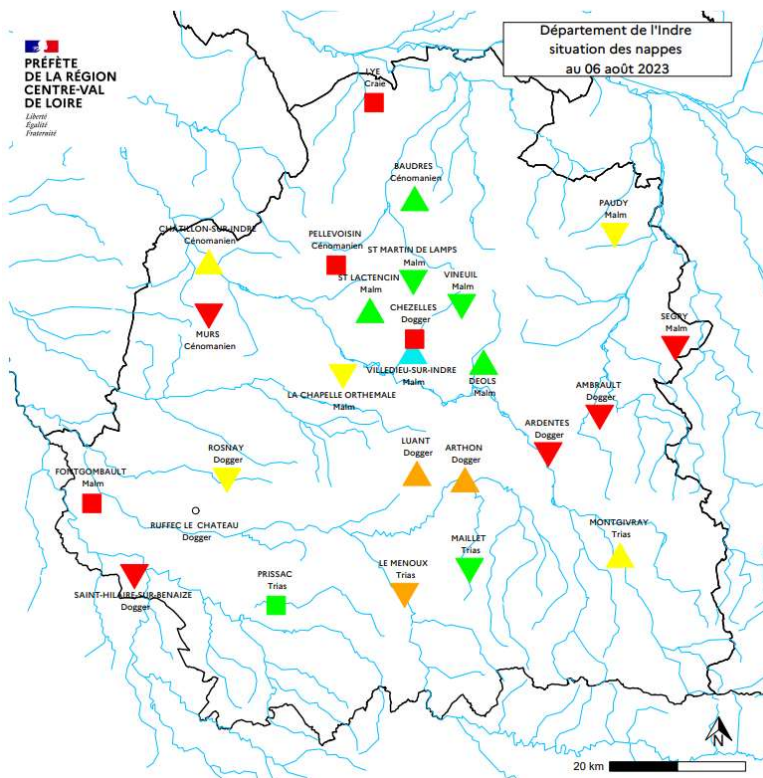 PRÉFÈTE
DE LA RÉGION
CENTRE-VAL
DE LOIRE
Liberté
Égalité
Fraternité
Département de l'Indre
situation des nappes
au 06 août 2023
LYE
Craie
BAUDRES
Cénomanien
PAUDY
Malm
CHATILLON-SUR-INDRE
Cénomanien
PELLEVOISIN
Cénomanien
ST MARTIN DE LAMPS
Malm
ST LACTENCIN
Malm
VINEUIL
Malm
CHEZELLES
Dogger
SEGRY
Malm
MURS
Cénomanien
VILLEDIEU-SUR-INDRE
Malm
DEOLS
Malm
LA CHAPELLE ORTHEMALE
Malm
AMBRAULT
Dogger
ARDENTES
Dogger
ROSNAY
Dogger
LUANT
Dogger
ARTHON
Dogger
FONTGOMBAULT
Malm
RUFFEC LE CHATEAU
Dogger
MONTGIVRAY
Trias
MAILLET
Trias
LE MENOUX
Trias
PRISSAC
Trias
SAINT-HILAIRE-SUR-BENAIZE
Dogger
N
20 km